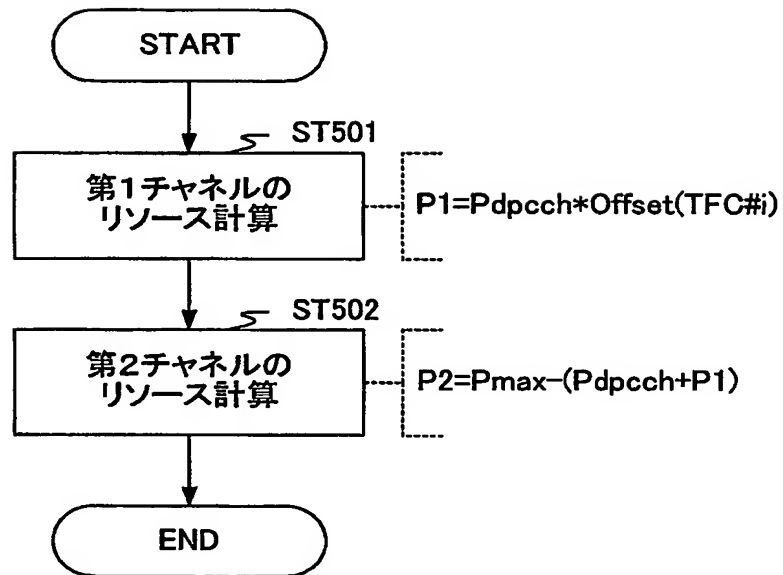 START
ST501
第1チャネルの
リソース計算
P1=Pdpcch*Offset(TFC#i)
ST502
第2チャネルの
リソース計算
P2=Pmax-(Pdpcch+P1)
END